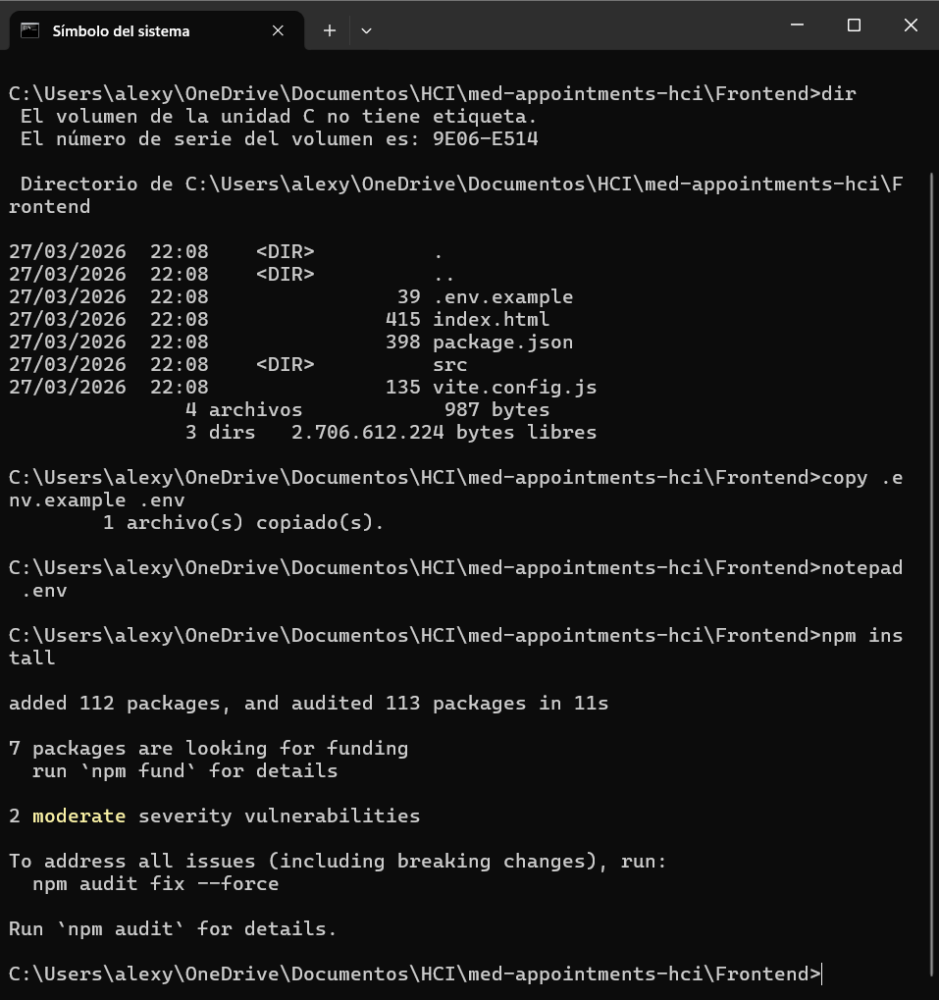 Símbolo del sistema
C:\Users\alexy\OneDrive\Documentos\HCI\med-appointments-hci\Frontend>dir
 El volumen de la unidad C no tiene etiqueta.
 El número de serie del volumen es: 9E06-E514
 Directorio de C:\Users\alexy\OneDrive\Documentos\HCI\med-appointments-hci\F
rontend
27/03/2026  22:08    <DIR>          .
27/03/2026  22:08    <DIR>          ..
27/03/2026  22:08                39 .env.example
27/03/2026  22:08               415 index.html
27/03/2026  22:08               398 package.json
27/03/2026  22:08    <DIR>          src
27/03/2026  22:08               135 vite.config.js
               4 archivos            987 bytes
               3 dirs   2.706.612.224 bytes libres
C:\Users\alexy\OneDrive\Documentos\HCI\med-appointments-hci\Frontend>copy .e
nv.example .env
        1 archivo(s) copiado(s).
C:\Users\alexy\OneDrive\Documentos\HCI\med-appointments-hci\Frontend>notepad
 .env
C:\Users\alexy\OneDrive\Documentos\HCI\med-appointments-hci\Frontend>npm ins
tall
added 112 packages, and audited 113 packages in 11s
7 packages are looking for funding
  run `npm fund` for details
2 moderate severity vulnerabilities
To address all issues (including breaking changes), run:
  npm audit fix --force
Run `npm audit` for details.
C:\Users\alexy\OneDrive\Documentos\HCI\med-appointments-hci\Frontend>